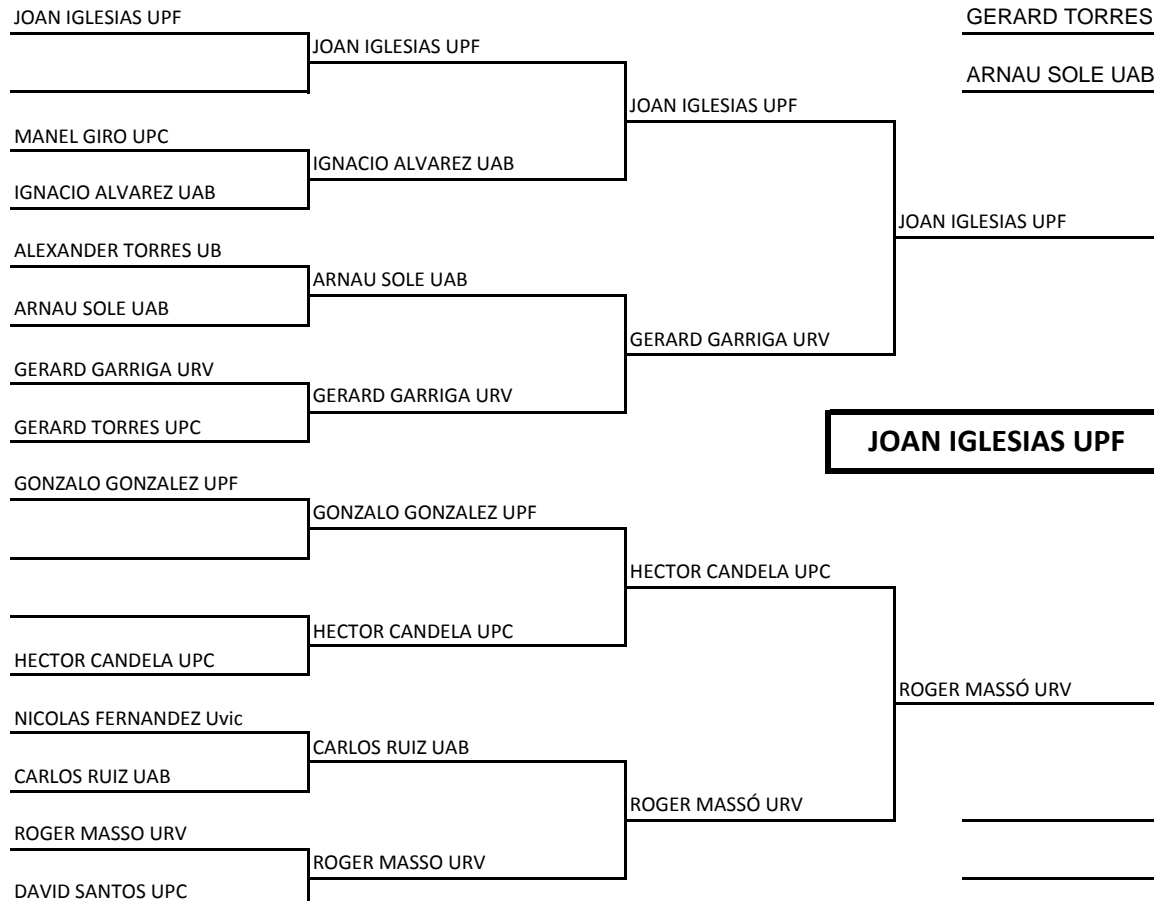 JOAN IGLESIAS UPF
GERARD TORRES
JOAN IGLESIAS UPF
ARNAU SOLE UAB
JOAN IGLESIAS UPF
MANEL GIRO UPC
IGNACIO ALVAREZ UAB
IGNACIO ALVAREZ UAB
JOAN IGLESIAS UPF
ALEXANDER TORRES UB
ARNAU SOLE UAB
ARNAU SOLE UAB
GERARD GARRIGA URV
GERARD GARRIGA URV
GERARD GARRIGA URV
GERARD TORRES UPC
JOAN IGLESIAS UPF
GONZALO GONZALEZ UPF
GONZALO GONZALEZ UPF
HECTOR CANDELA UPC
HECTOR CANDELA UPC
HECTOR CANDELA UPC
ROGER MASSÓ URV
NICOLAS FERNANDEZ Uvic
CARLOS RUIZ UAB
CARLOS RUIZ UAB
ROGER MASSÓ URV
ROGER MASSO URV
ROGER MASSO URV
DAVID SANTOS UPC